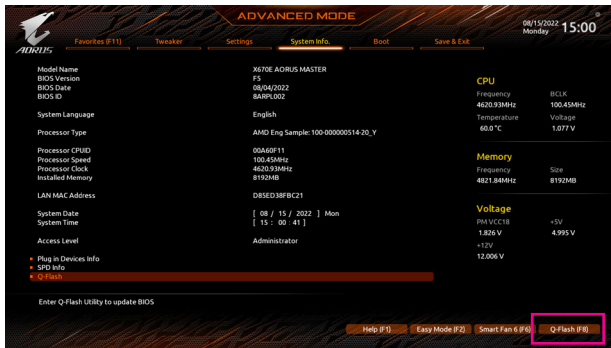 ADVANCED MODE
08/15/2022 Monday 15:00
AORUS
Favorites (F11) Tweaker Settings System Info. Boot Save & Exit
Model Name X670E AORUS MASTER
BIOS Version F5
BIOS Date 08/04/2022
BIOS ID 8ARPL002
System Language English
Processor Type AMD Eng Sample: 100-000000514-20_Y
Processor CPUID 00A60F11
Processor Speed 100.45MHz
Processor Clock 4620.93MHz
Installed Memory 8192MB
LAN MAC Address D85ED38FBC21
System Date [ 08 / 15 / 2022 ] Mon
System Time [ 15 : 00 : 41 ]
Access Level Administrator
Plug in Devices Info
SPD Info
Q-Flash
CPU
Frequency BCLK
4620.93MHz 100.45MHz
Temperature Voltage
60.0 °C 1.077 V
Memory
Frequency Size
4821.84MHz 8192MB
Voltage
PM VCC18 +5V
1.826 V 4.995 V
+12V
12.006 V
Enter Q-Flash Utility to update BIOS
Help (F1) Easy Mode (F2) Smart Fan 6 (F6) Q-Flash (F8)